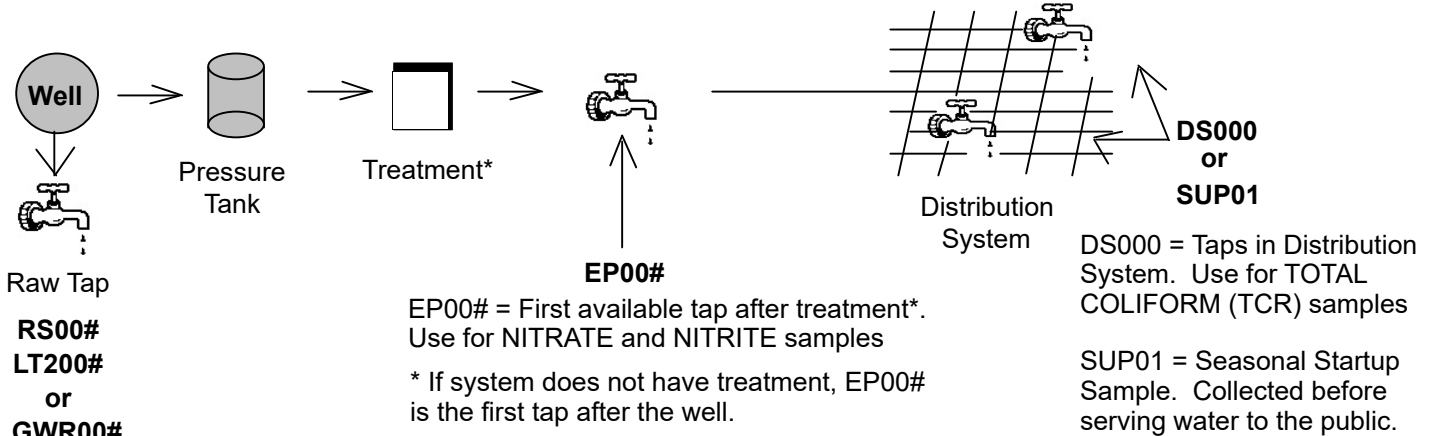 Well
Pressure
Tank
Treatment*
Raw Tap
RS00#
LT200#
or
GWR00#
EP00#
EP00# = First available tap after treatment*.
Use for NITRATE and NITRITE samples
* If system does not have treatment, EP00#
is the first tap after the well.
Distribution
System
DS000
or
SUP01
DS000 = Taps in Distribution
System. Use for TOTAL
COLIFORM (TCR) samples
SUP01 = Seasonal Startup
Sample. Collected before
serving water to the public.